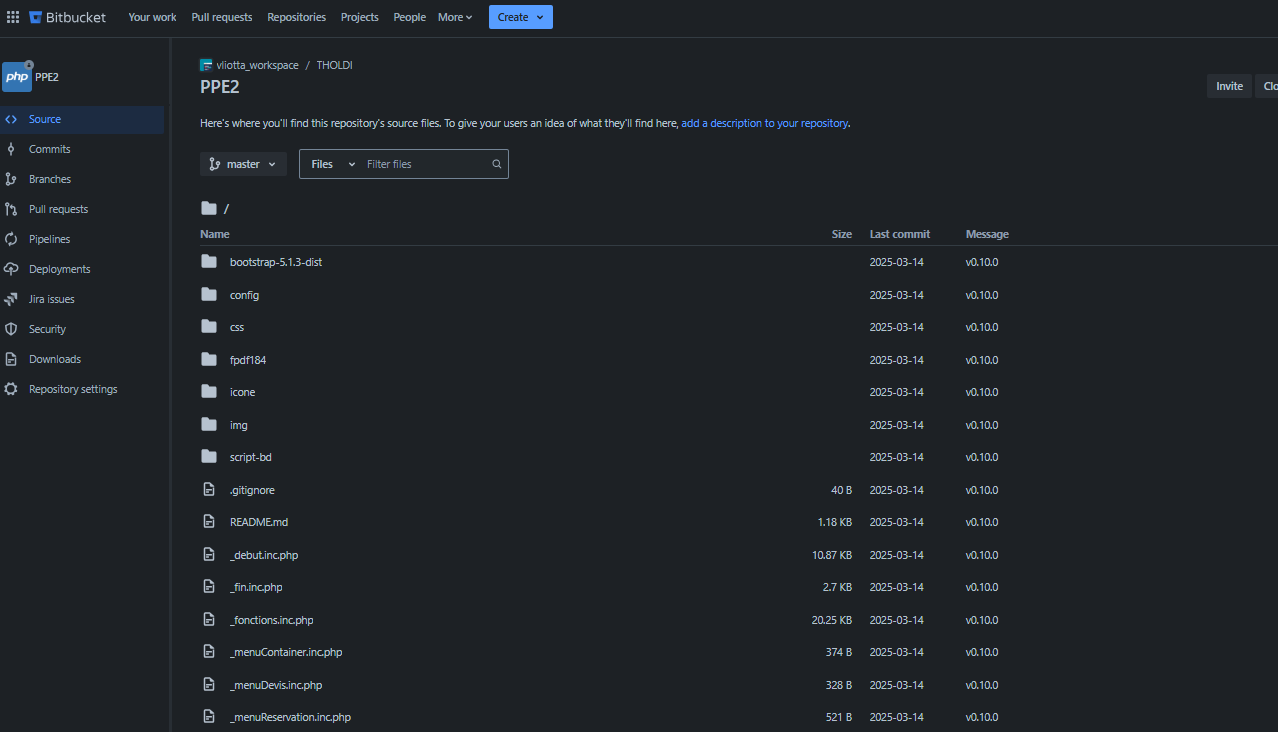 Bitbucket Your work Pull requests Repositories Projects People More Create
php PPE2
Source
Commits
Branches
Pull requests
Pipelines
Deployments
Jira issues
Security
Downloads
Repository settings
vliotta_workspace / THOLDI
PPE2
Invite Clo
Here's where you'll find this repository's source files. To give your users an idea of what they'll find here, add a description to your repository.
master Files Filter files
/
Name Size Last commit Message
bootstrap-5.1.3-dist 2025-03-14 v0.10.0
config 2025-03-14 v0.10.0
css 2025-03-14 v0.10.0
fpdf184 2025-03-14 v0.10.0
icone 2025-03-14 v0.10.0
img 2025-03-14 v0.10.0
script-bd 2025-03-14 v0.10.0
.gitignore 40 B 2025-03-14 v0.10.0
README.md 1.18 KB 2025-03-14 v0.10.0
_debut.inc.php 10.87 KB 2025-03-14 v0.10.0
_fin.inc.php 2.7 KB 2025-03-14 v0.10.0
_fonctions.inc.php 20.25 KB 2025-03-14 v0.10.0
_menuContainer.inc.php 374 B 2025-03-14 v0.10.0
_menuDevis.inc.php 328 B 2025-03-14 v0.10.0
_menuReservation.inc.php 521 B 2025-03-14 v0.10.0